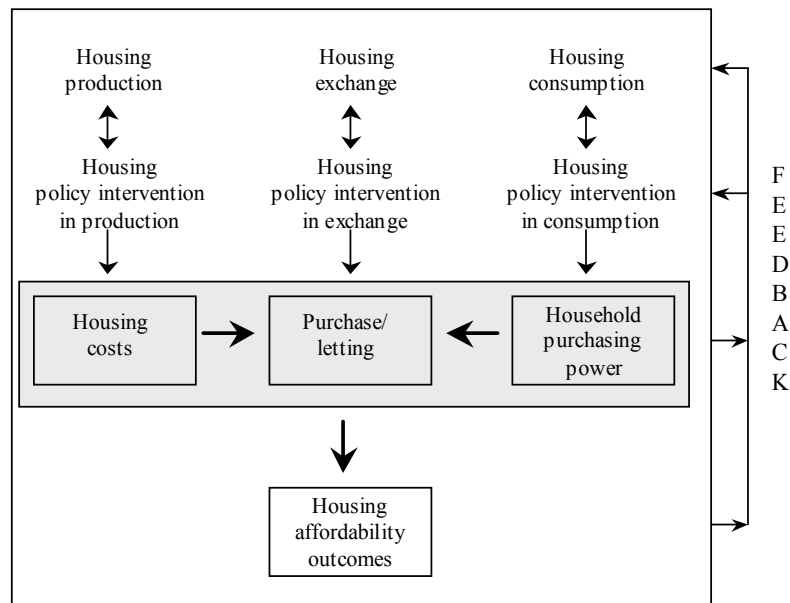 Housing
production
Housing
exchange
Housing
consumption
Housing
policy intervention
in production
Housing
policy intervention
in exchange
Housing
policy intervention
in consumption
Housing
costs
Purchase/
letting
Household
purchasing
power
Housing
affordability
outcomes
F
E
E
D
B
A
C
K